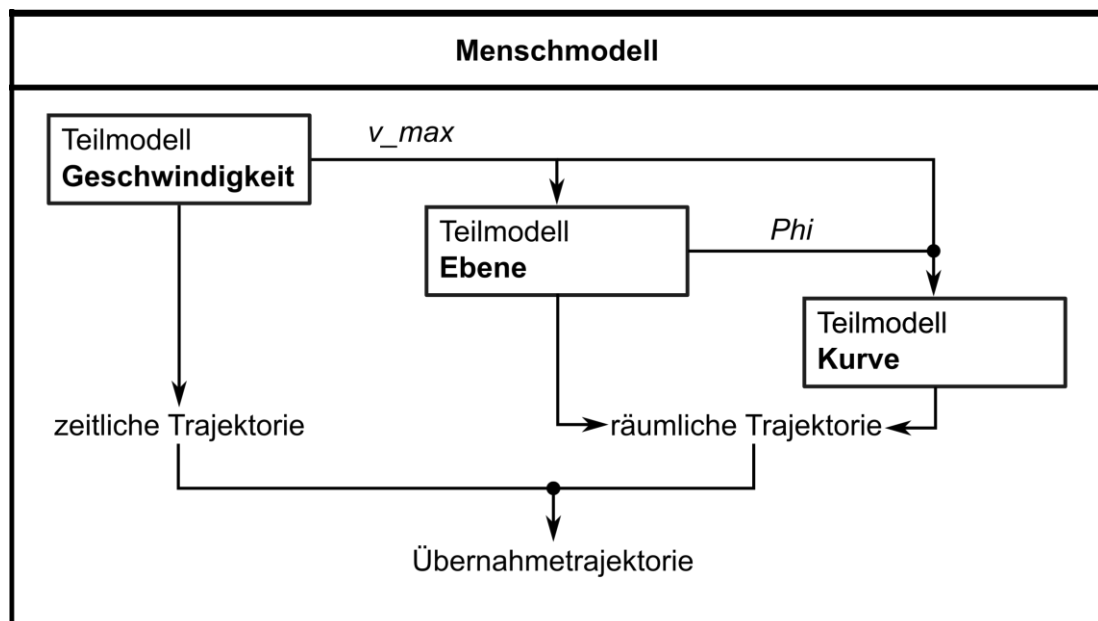 Menschmodell
Teilmodell
Geschwindigkeit
v_max
Teilmodell
Ebene
Phi
Teilmodell
Kurve
zeitliche Trajektorie
räumliche Trajektorie
Übernahmetrajektorie